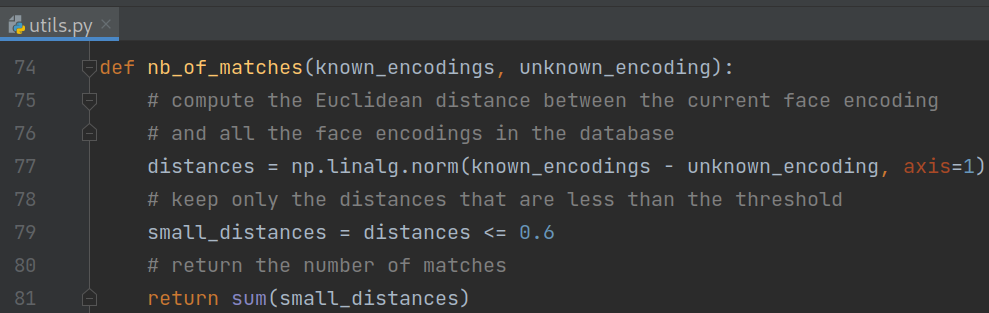 utils.py
74 def nb_of_matches(known_encodings, unknown_encoding):
75     # compute the Euclidean distance between the current face encoding
76     # and all the face encodings in the database
77     distances = np.linalg.norm(known_encodings - unknown_encoding, axis=1)
78     # keep only the distances that are less than the threshold
79     small_distances = distances <= 0.6
80     # return the number of matches
81     return sum(small_distances)